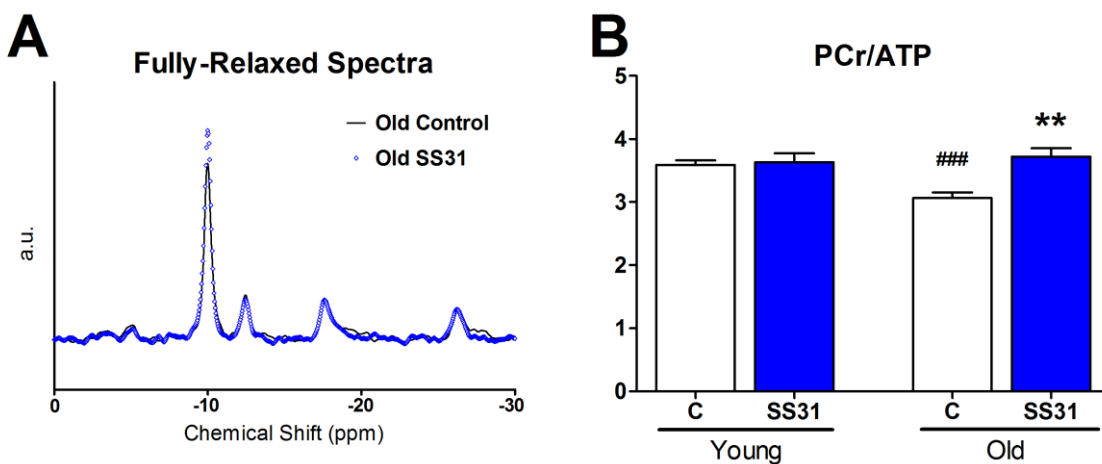 A
Fully-Relaxed Spectra
Old Control
Old SS31
a.u.
0
-10
-20
-30
Chemical Shift (ppm)
B
PCr/ATP
5
4
3
2
1
0
###
**
C
SS31
C
SS31
Young
Old